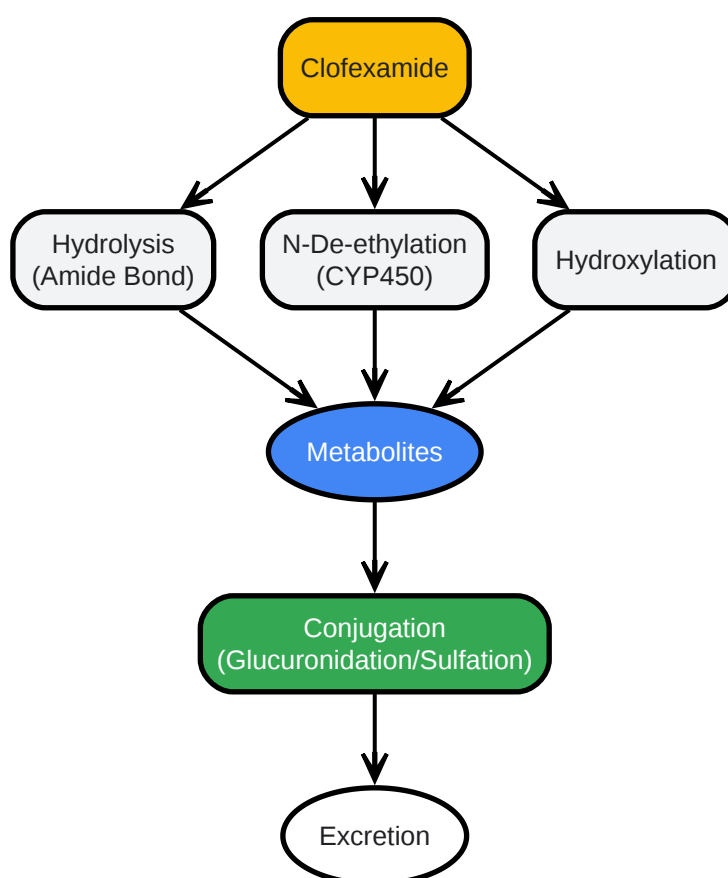 Clofexamide
Hydrolysis
(Amide Bond)
N-De-ethylation
(CYP450)
Hydroxylation
Metabolites
Conjugation
(Glucuronidation/Sulfation)
Excretion